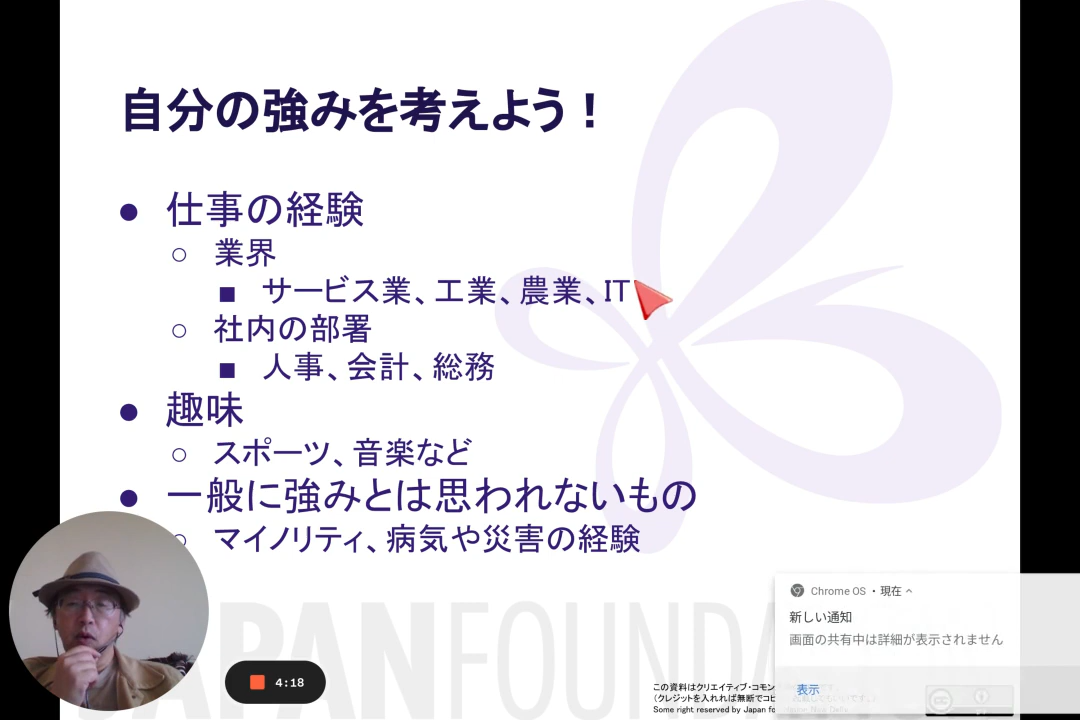 自分の強みを考えよう！
● 仕事の経験
○ 業界
■ サービス業、工業、農業、IT
○ 社内の部署
■ 人事、会計、総務
● 趣味
○ スポーツ、音楽など
● 一般に強みとは思われないもの
○ マイノリティ、病気や災害の経験
JAPAN FOUNDA
4:18
Chrome OS・現在
新しい通知
画面の共有中は詳細が表示されません
表示
この資料はクリエイティブ・コモン
（クレジットを入れれば無断でコピ
Some right reserved by Japan fo